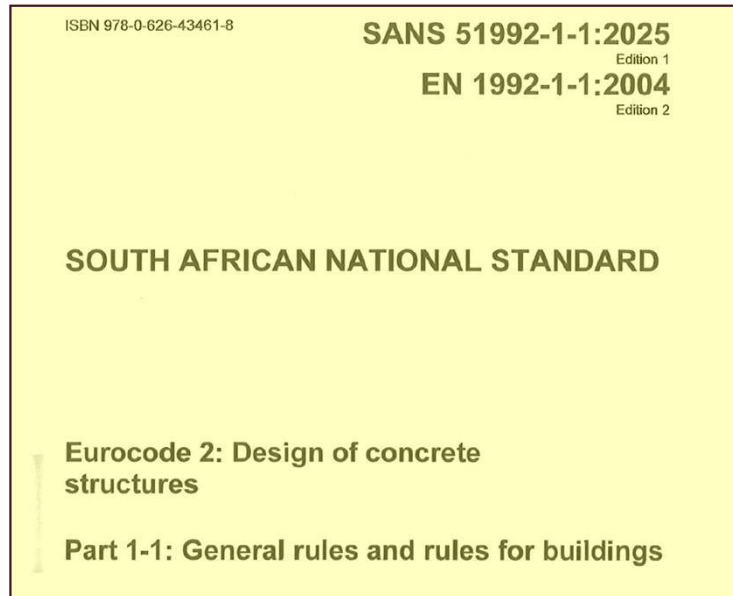 ISBN 978-0-626-43461-8
SANS 51992-1-1:2025
Edition 1
EN 1992-1-1:2004
Edition 2
SOUTH AFRICAN NATIONAL STANDARD
Eurocode 2: Design of concrete
structures
Part 1-1: General rules and rules for buildings